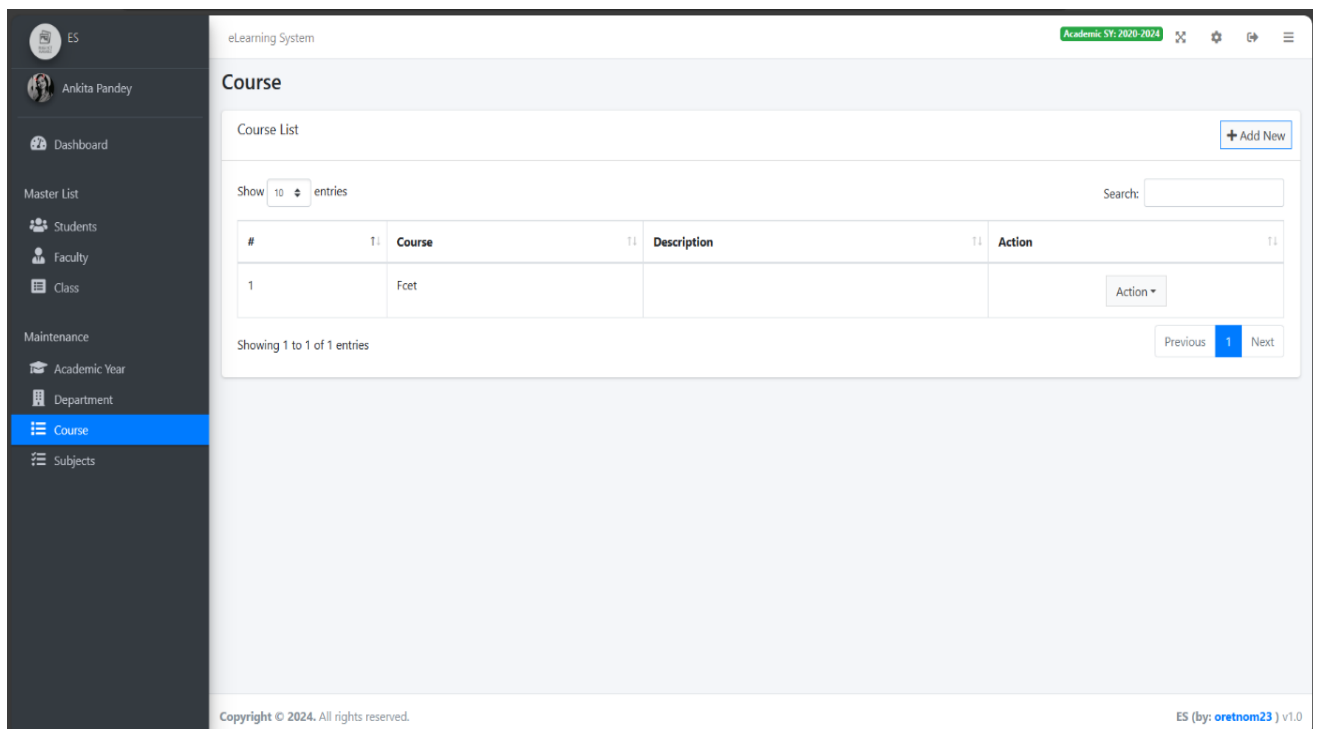 ES
Ankita Pandey
Dashboard
Master List
Students
Faculty
Class
Maintenance
Academic Year
Department
Course
Subjects
eLearning System
Academic SY: 2020-2024
Course
Course List
Add New
Show 10 entries
Search:
# Course Description Action
1 Fcet Action
Showing 1 to 1 of 1 entries
Previous 1 Next
Copyright © 2024. All rights reserved.
ES (by: oretnom23 ) v1.0